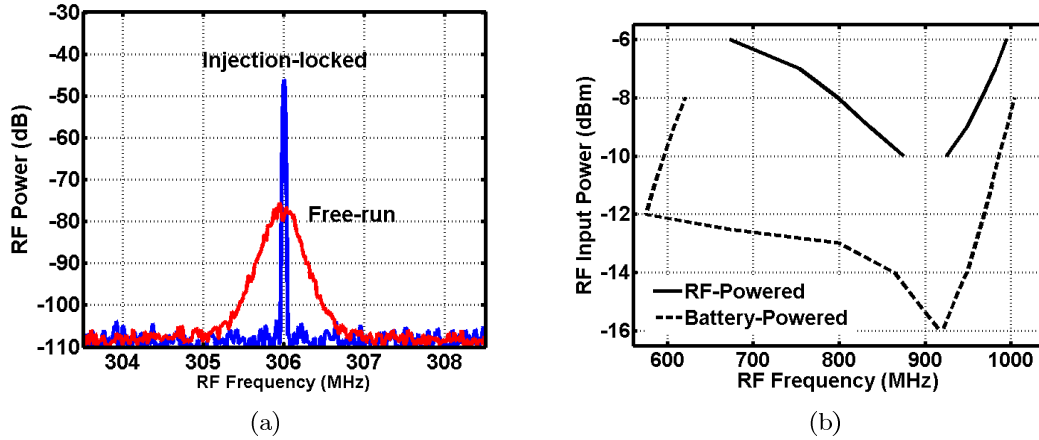 -30
-40
-50
-60
-70
-80
-90
-100
-110
RF Power (dB)
Injection-locked
Free-run
304 305 306 307 308
RF Frequency (MHz)
(a)
-6
-8
-10
-12
-14
-16
RF Input Power (dBm)
RF-Powered
Battery-Powered
600 700 800 900 1000
RF Frequency (MHz)
(b)